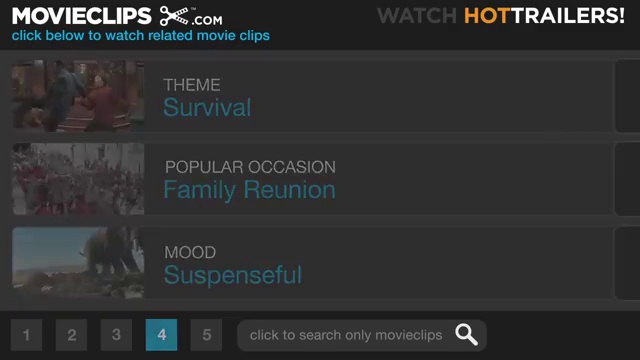 MOVIECLIPS.COM
click below to watch related movie clips
WATCH HOTTRAILERS!
THEME
Survival
POPULAR OCCASION
Family Reunion
MOOD
Suspenseful
1 2 3 4 5
click to search only movieclips